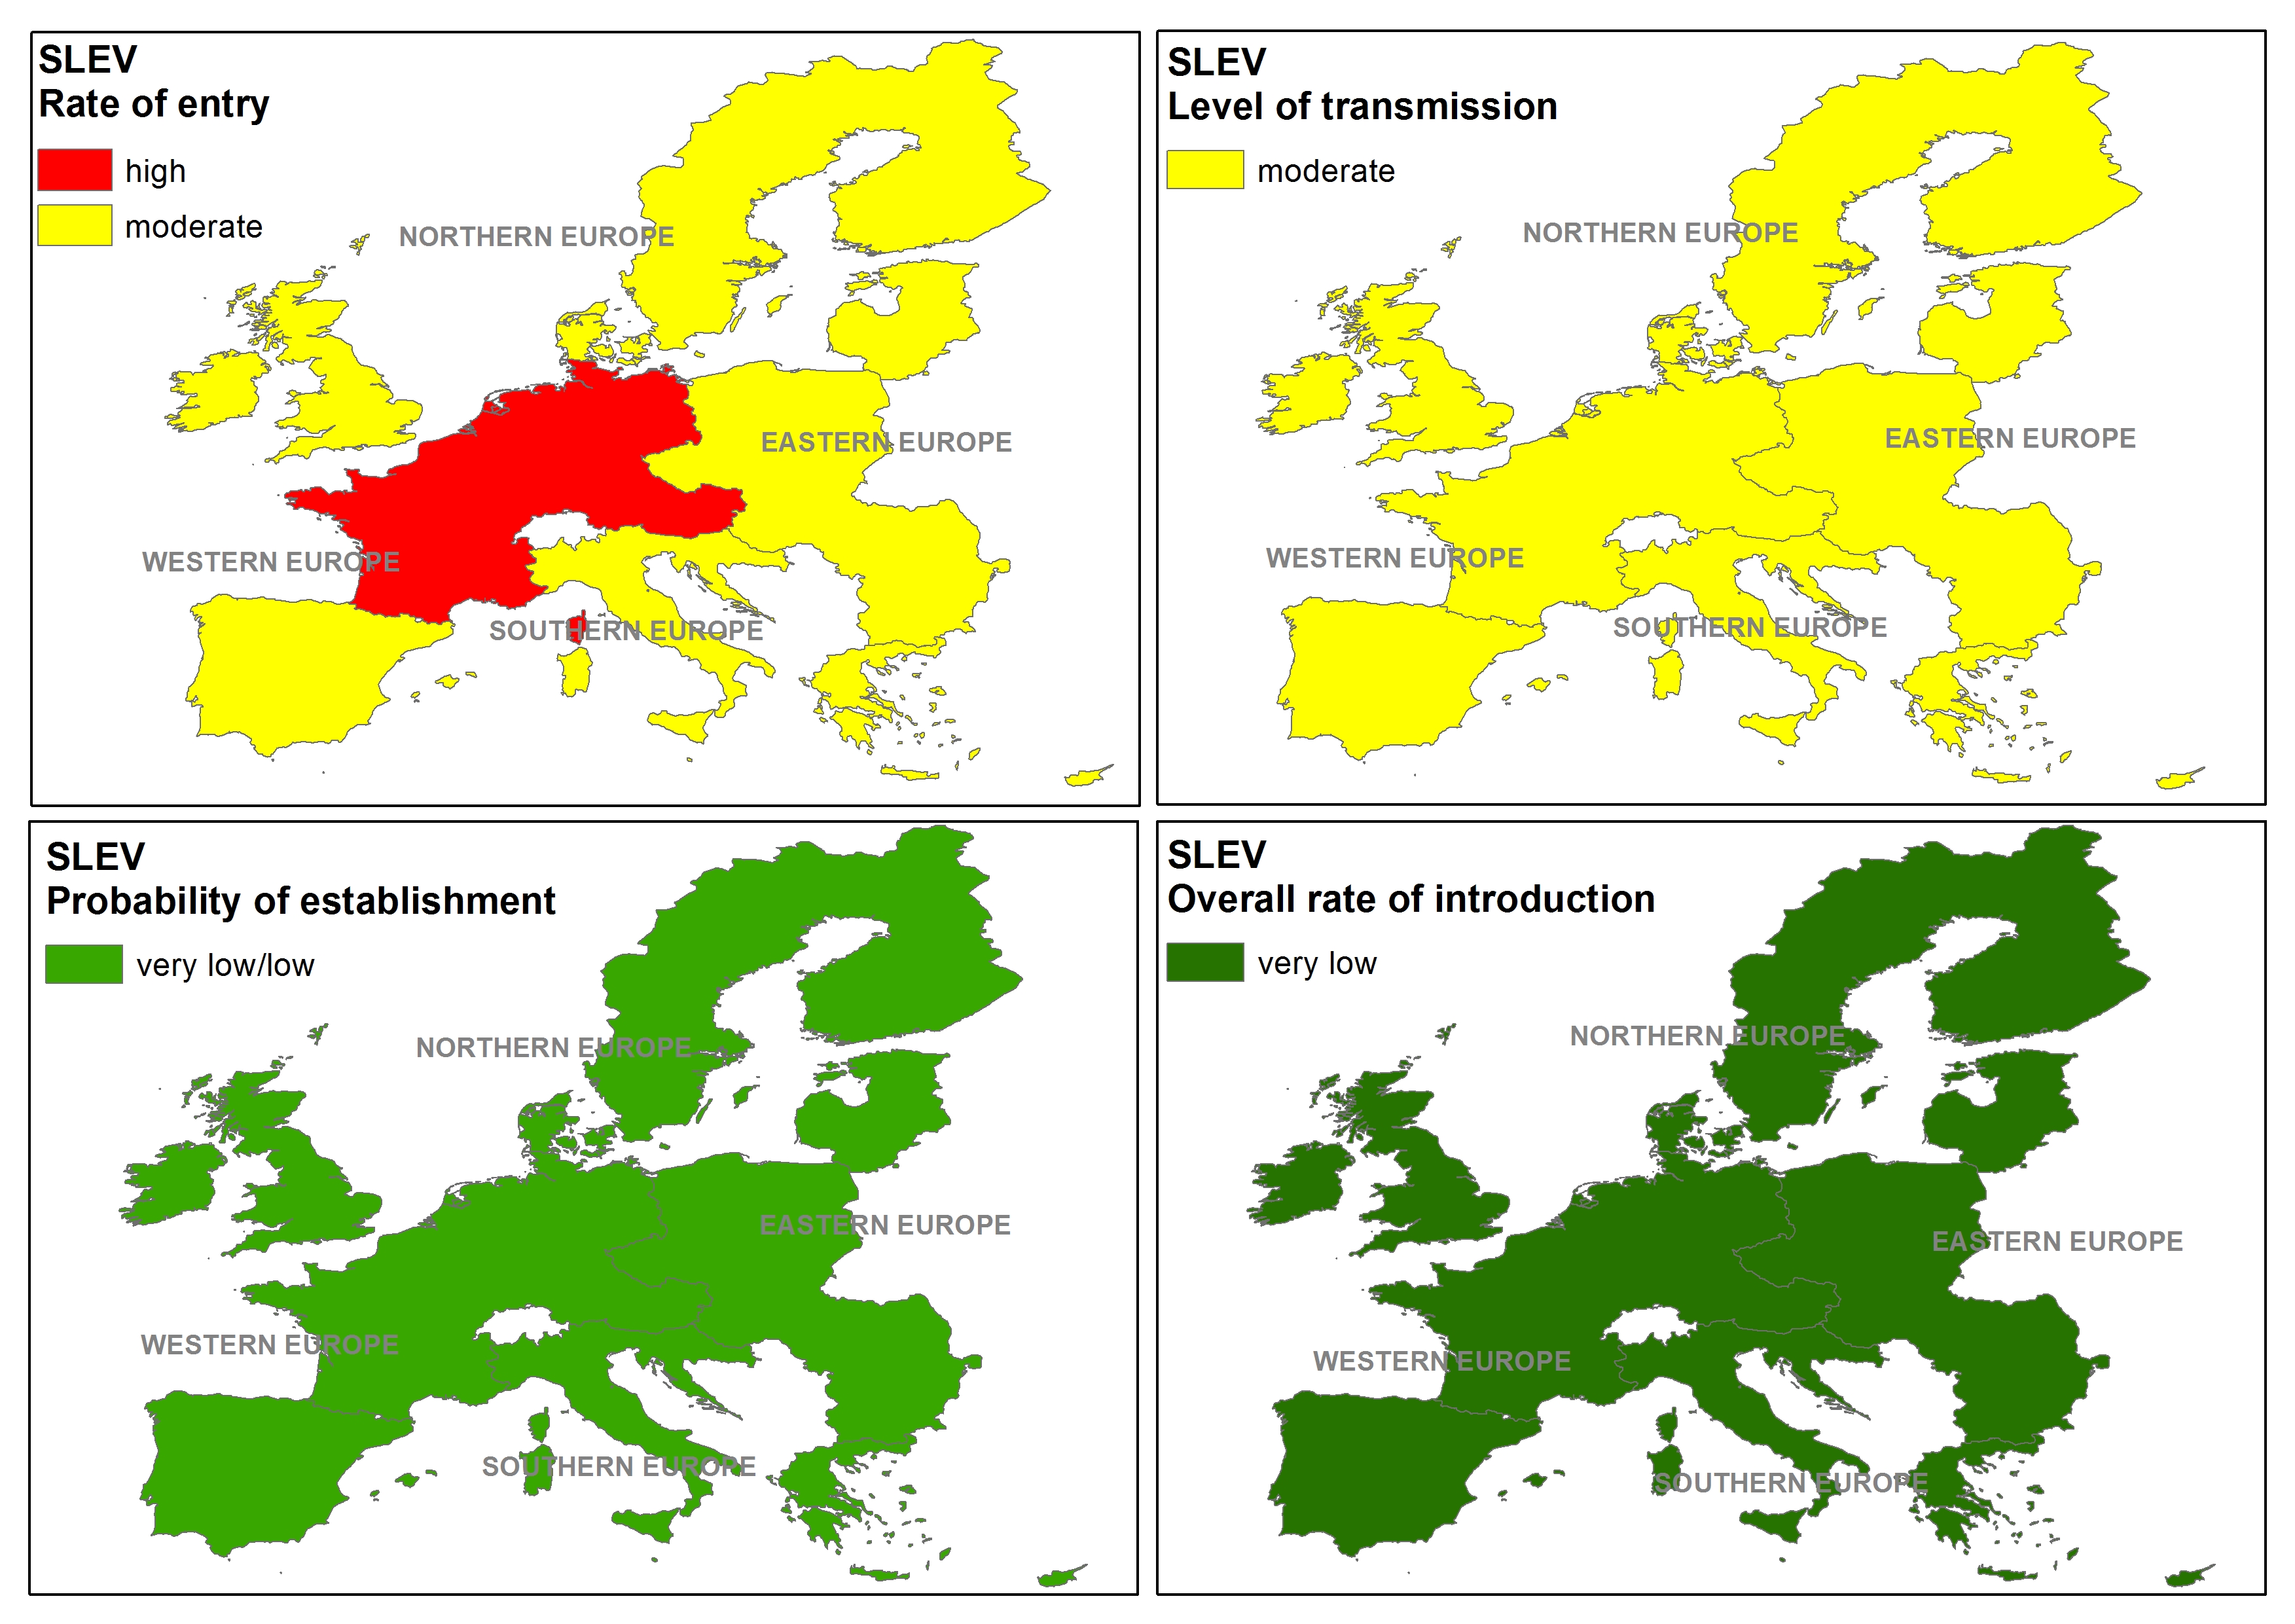 SLEV
Rate of entry
high
moderate
NORTHERN EUROPE
EASTERN EUROPE
WESTERN EUROPE
SOUTHERN EUROPE
SLEV
Level of transmission
moderate
NORTHERN EUROPE
EASTERN EUROPE
WESTERN EUROPE
SOUTHERN EUROPE
SLEV
Probability of establishment
very low/low
NORTHERN EUROPE
EASTERN EUROPE
WESTERN EUROPE
SOUTHERN EUROPE
SLEV
Overall rate of introduction
very low
NORTHERN EUROPE
EASTERN EUROPE
WESTERN EUROPE
SOUTHERN EUROPE